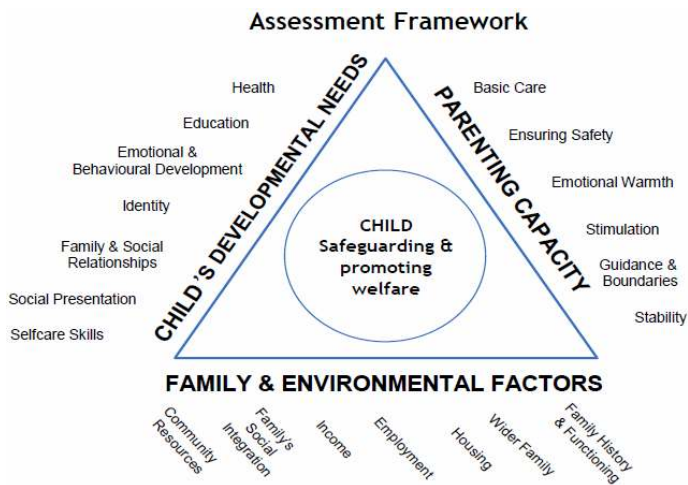 Assessment Framework
CHILD'S DEVELOPMENTAL NEEDS
Health
Education
Emotional &
Behavioural Development
Identity
Family & Social
Relationships
Social Presentation
Selfcare Skills
PARENTING CAPACITY
Basic Care
Ensuring Safety
Emotional Warmth
Stimulation
Guidance &
Boundaries
Stability
CHILD
Safeguarding &
promoting
welfare
FAMILY & ENVIRONMENTAL FACTORS
Community
Resources
Family's
Social
Integration
Income
Employment
Housing
Wider Family
Family History
& Functioning